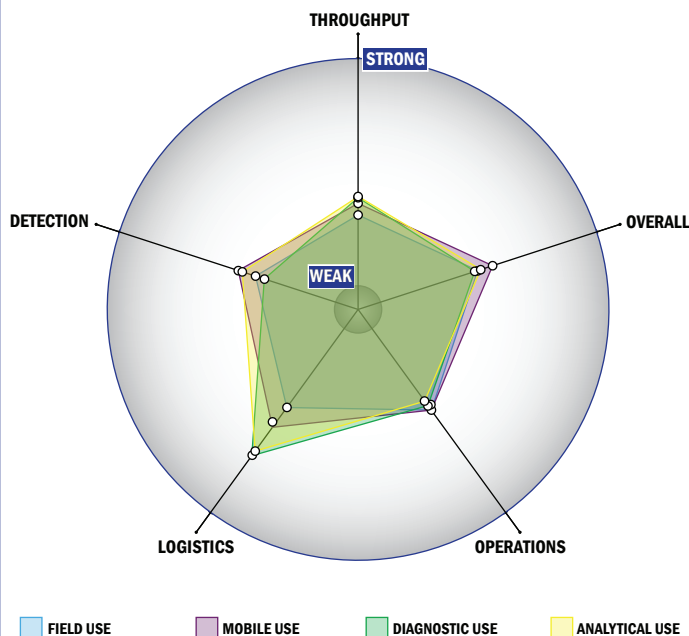 THROUGHPUT
STRONG
DETECTION
OVERALL
WEAK
LOGISTICS
OPERATIONS
FIELD USE
MOBILE USE
DIAGNOSTIC USE
ANALYTICAL USE